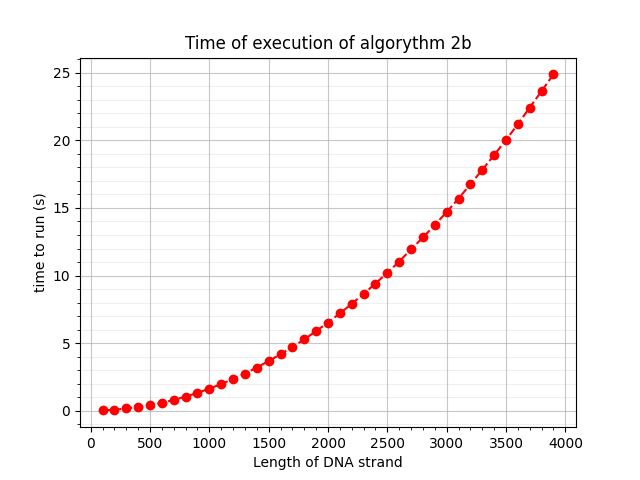 Time of execution of algorythm 2b
time to run (s)
25
20
15
10
5
0
0 500 1000 1500 2000 2500 3000 3500 4000
Length of DNA strand